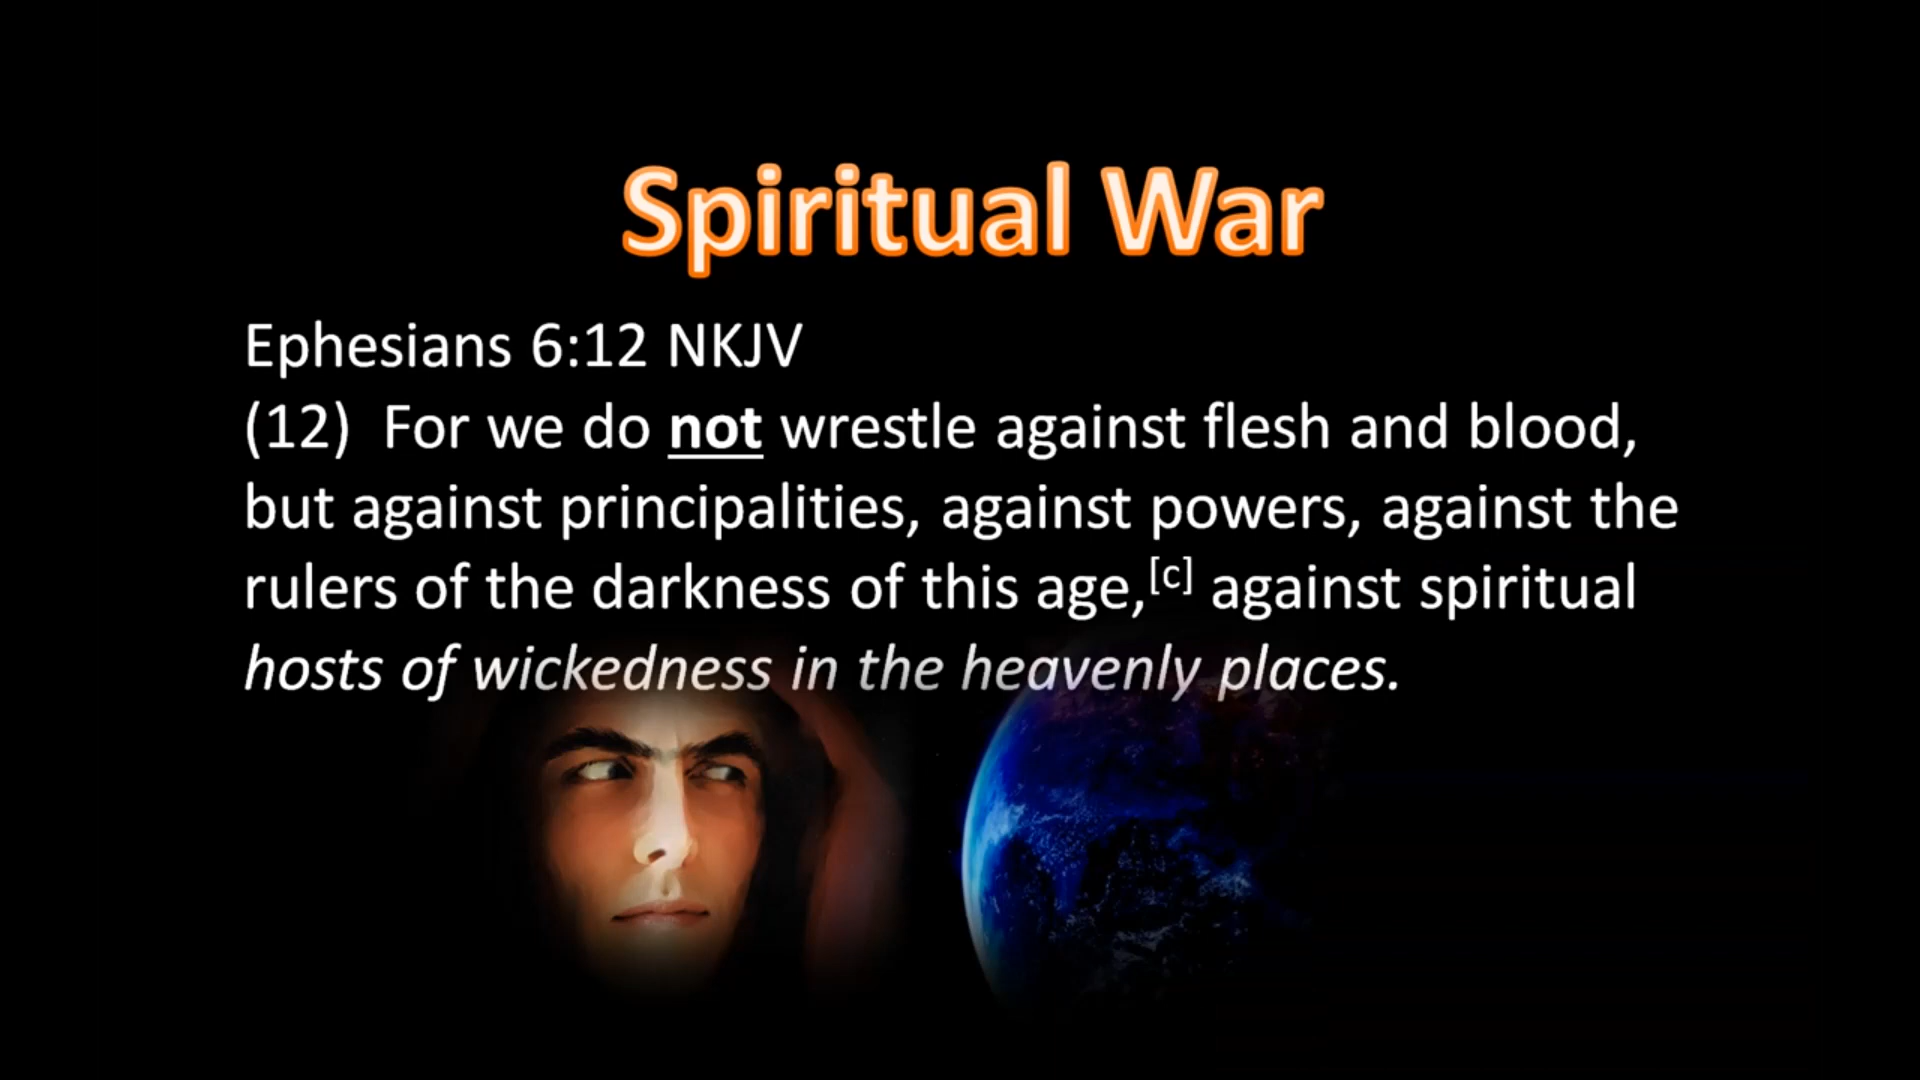 Spiritual War
Ephesians 6:12 NKJV
(12)  For we do not wrestle against flesh and blood,
but against principalities, against powers, against the
rulers of the darkness of this age,[c] against spiritual
hosts of wickedness in the heavenly places.